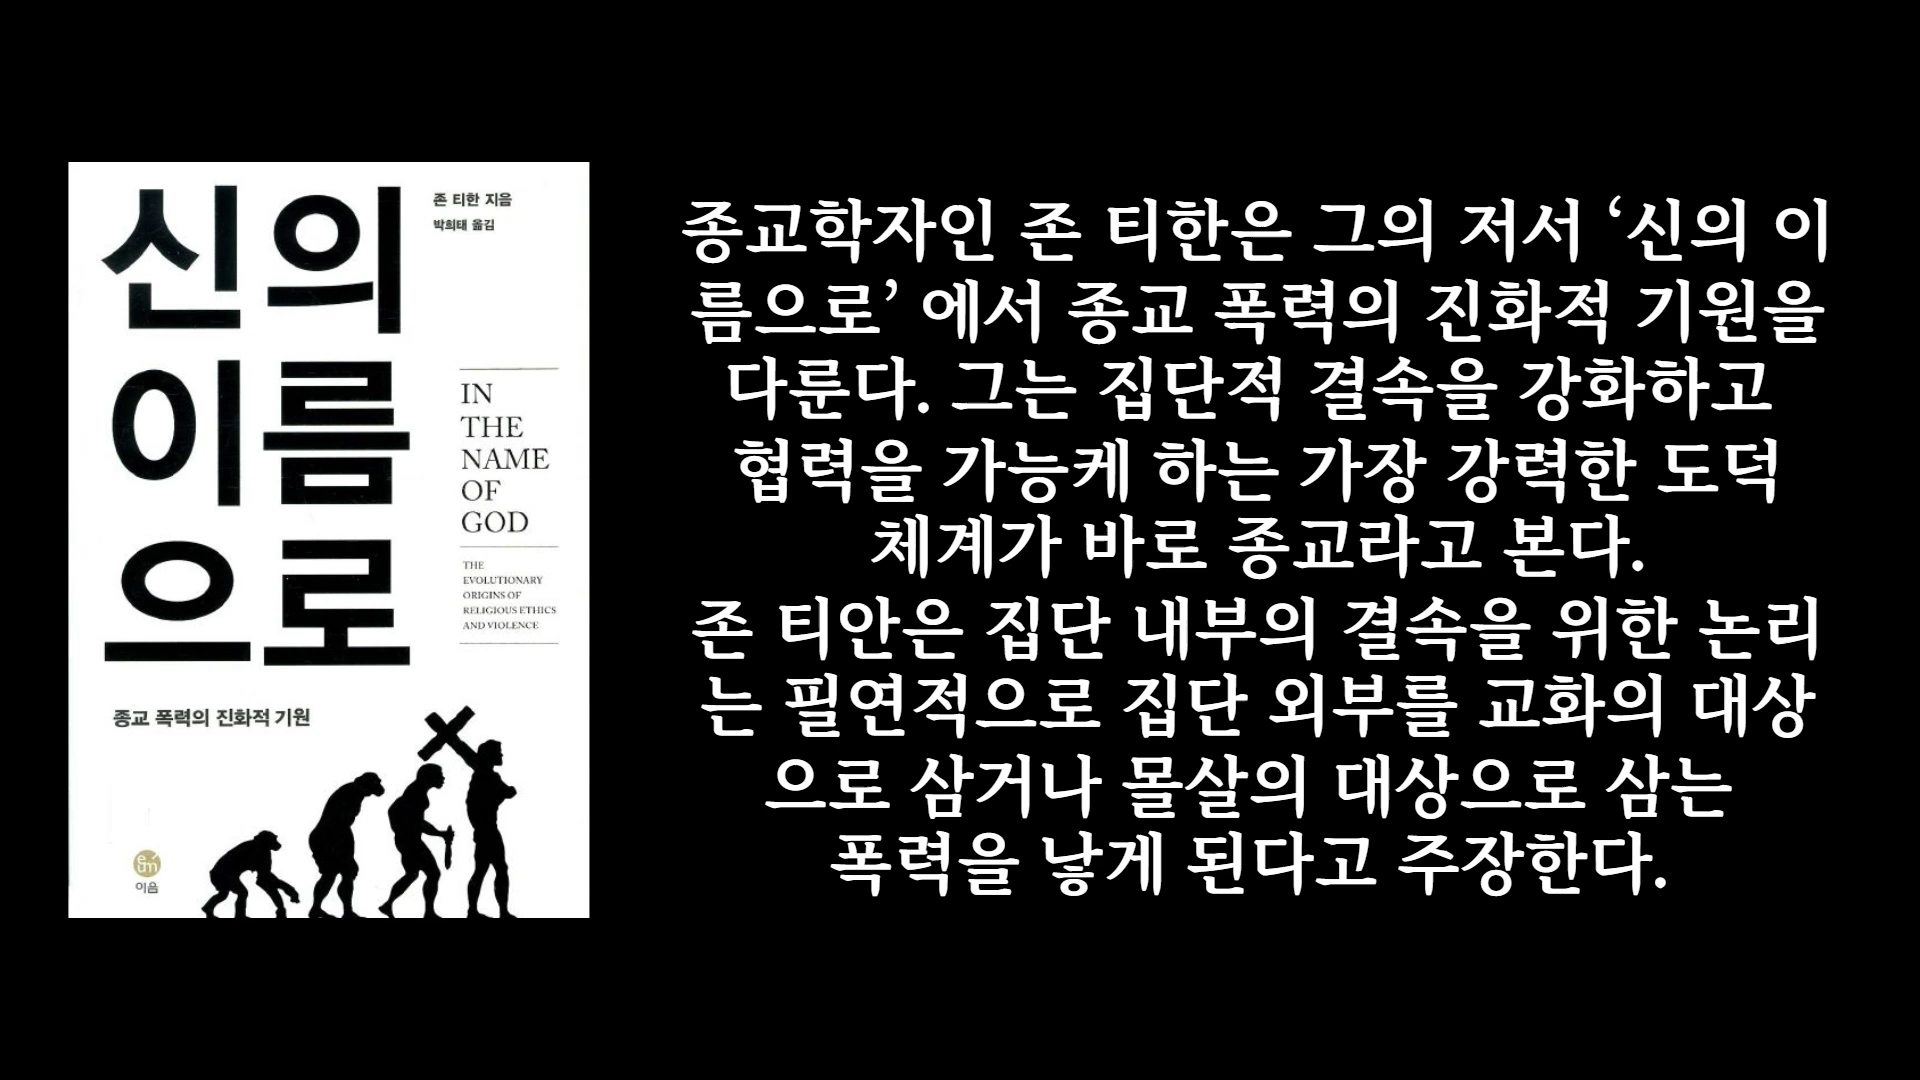 신의
이름
으로
존 티한 지음
박희태 옮김
IN
THE
NAME
OF
GOD
THE
EVOLUTIONARY
ORIGINS OF
RELIGIOUS ETHICS
AND VIOLENCE
종교 폭력의 진화적 기원
이음
종교학자인 존 티한은 그의 저서 ‘신의 이
름으로’ 에서 종교 폭력의 진화적 기원을
다룬다. 그는 집단적 결속을 강화하고
협력을 가능케 하는 가장 강력한 도덕
체계가 바로 종교라고 본다.
존 티안은 집단 내부의 결속을 위한 논리
는 필연적으로 집단 외부를 교화의 대상
으로 삼거나 몰살의 대상으로 삼는
폭력을 낳게 된다고 주장한다.